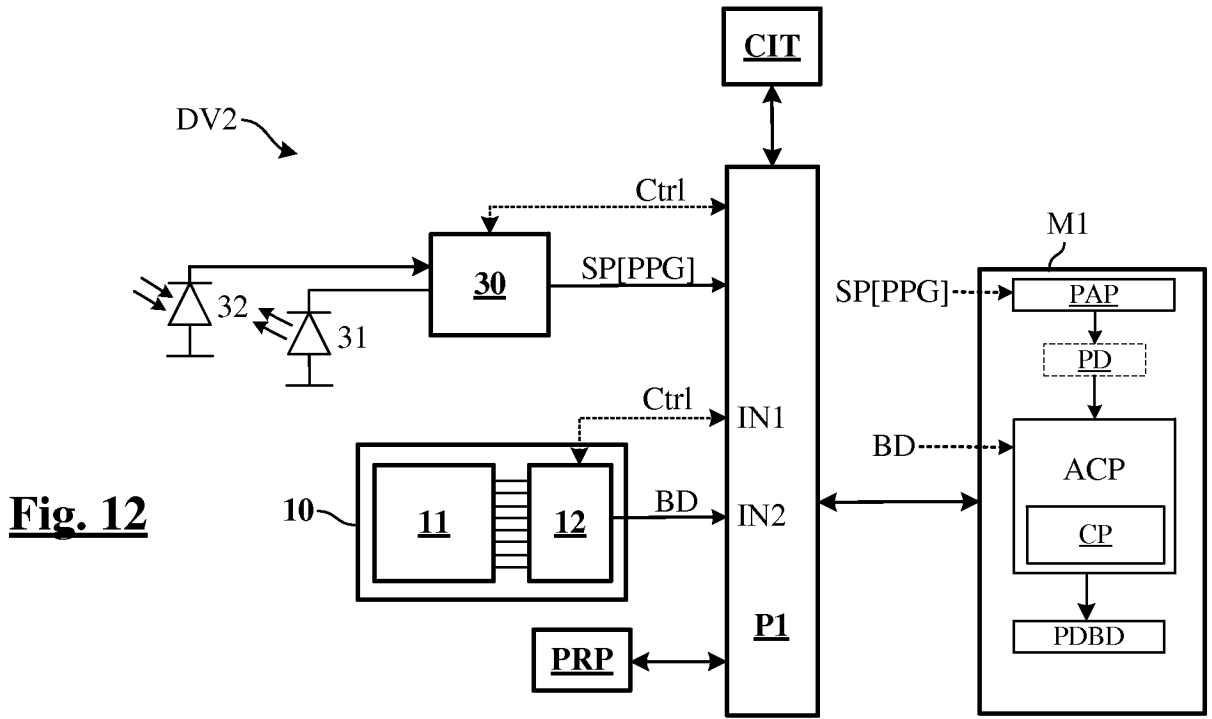 CIT
DV2
Ctrl
M1
30
SP[PPG]
SP[PPG]
PAP
32
31
PD
Ctrl
IN1
BD
ACP
10
11
12
BD
IN2
CP
Fig. 12
P1
PDBD
PRP